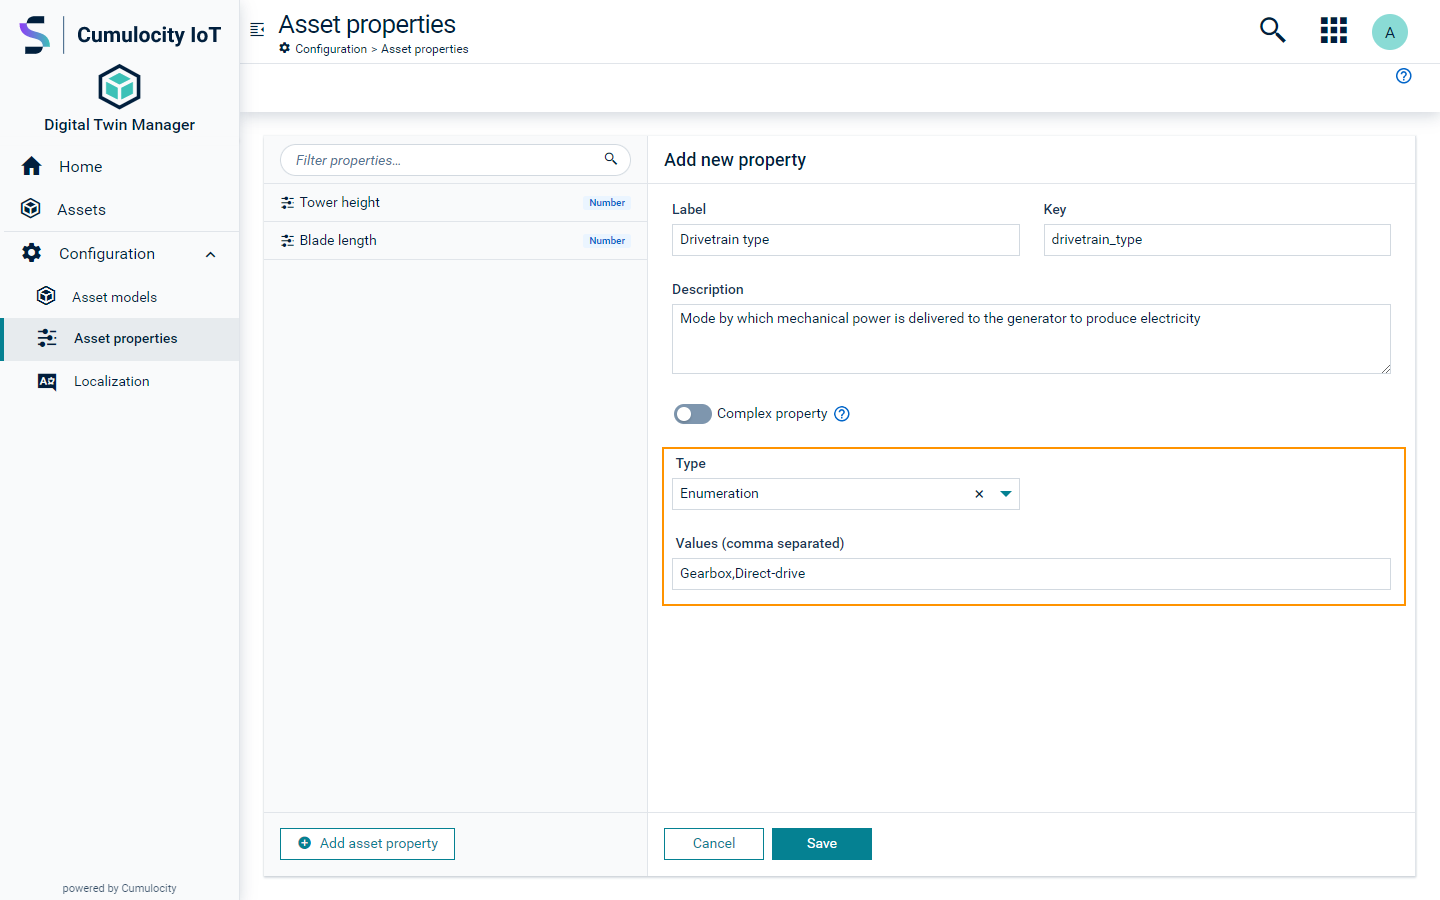 Cumulocity IoT
Digital Twin Manager
Home
Assets
Configuration
Asset models
Asset properties
Localization
powered by Cumulocity
Asset properties
Configuration > Asset properties
A
Filter properties...
Tower height Number
Blade length Number
Add asset property
Add new property
Label Key
Drivetrain type drivetrain_type
Description
Mode by which mechanical power is delivered to the generator to produce electricity
Complex property
Type
Enumeration
Values (comma separated)
Gearbox,Direct-drive
Cancel Save